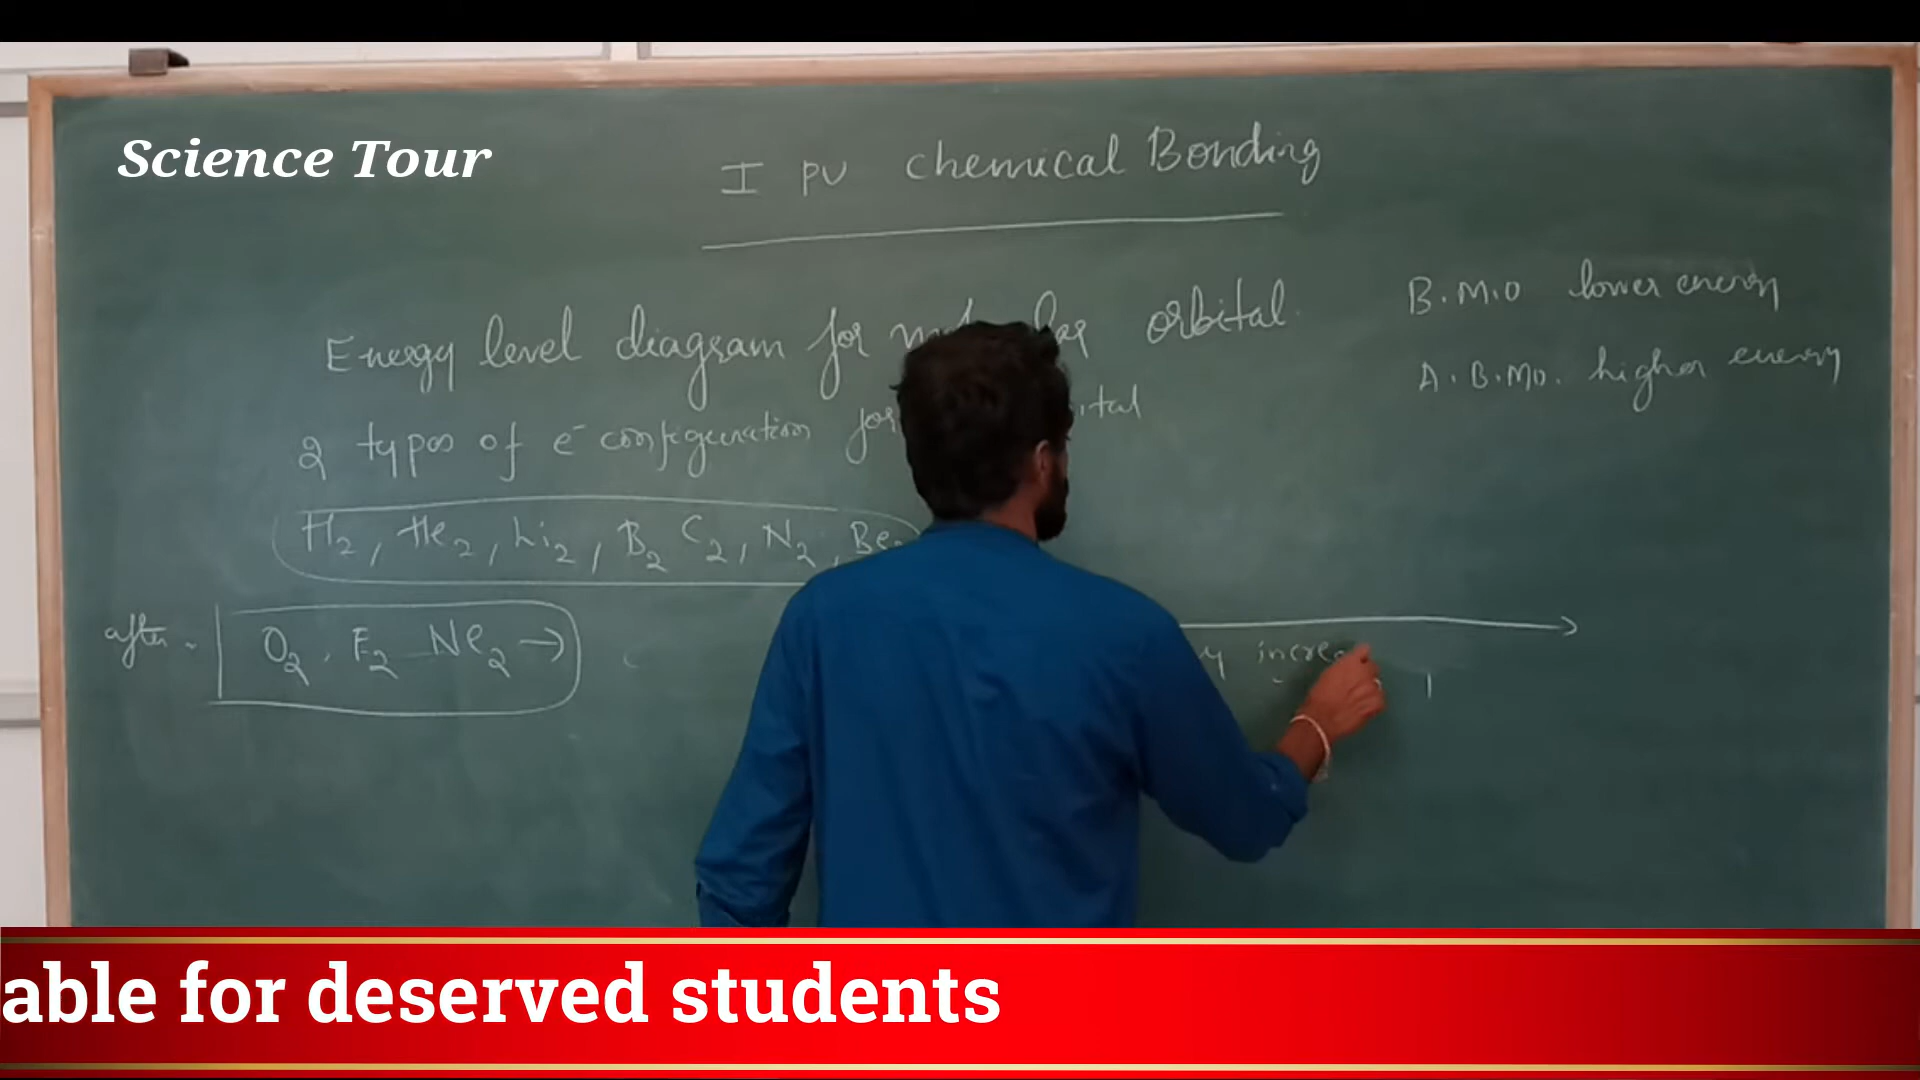 Science Tour
I PU Chemical Bonding
Energy level diagram for orbital
B.M.O lower energy
A.B.MO. higher energy
2 types of e⁻ configuration for
H₂, He₂, Li₂, B₂ C₂, N₂, Be
after
O₂, F₂ Ne₂ →
able for deserved students